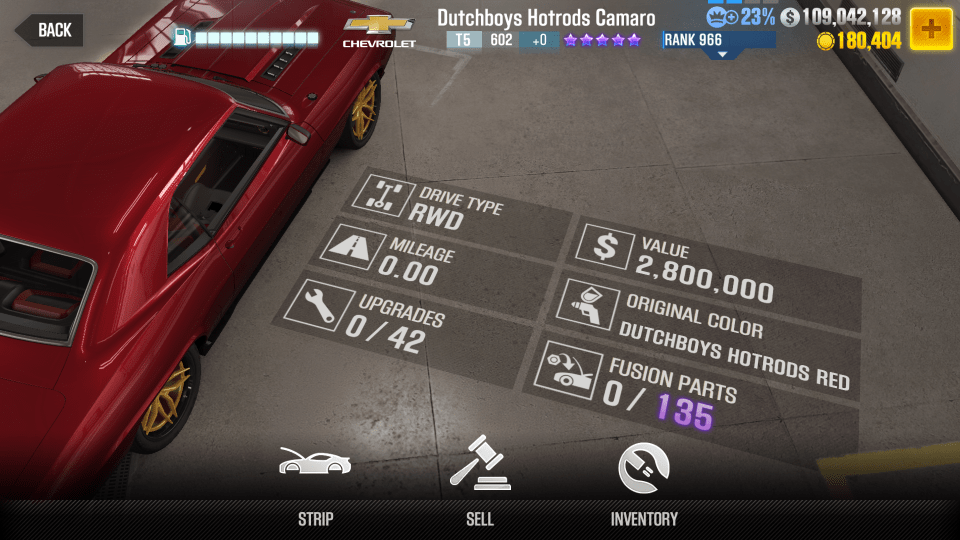 BACK
CHEVROLET
Dutchboys Hotrods Camaro
T5 602 +0
RANK 966
23%
$ 109,042,128
180,404
+
DRIVE TYPE
RWD
MILEAGE
0.00
UPGRADES
0 / 42
$ VALUE
2,800,000
ORIGINAL COLOR
DUTCHBOYS HOTRODS RED
FUSION PARTS
0 / 135
STRIP
SELL
INVENTORY